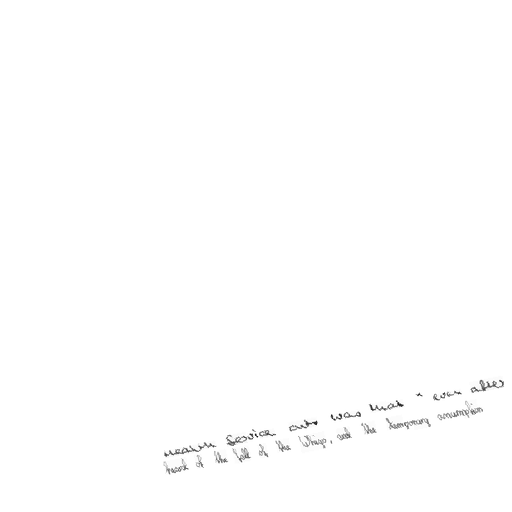 Health Service cuts was that " even after
heard of the fall of the Whigs, and the temporary assumption